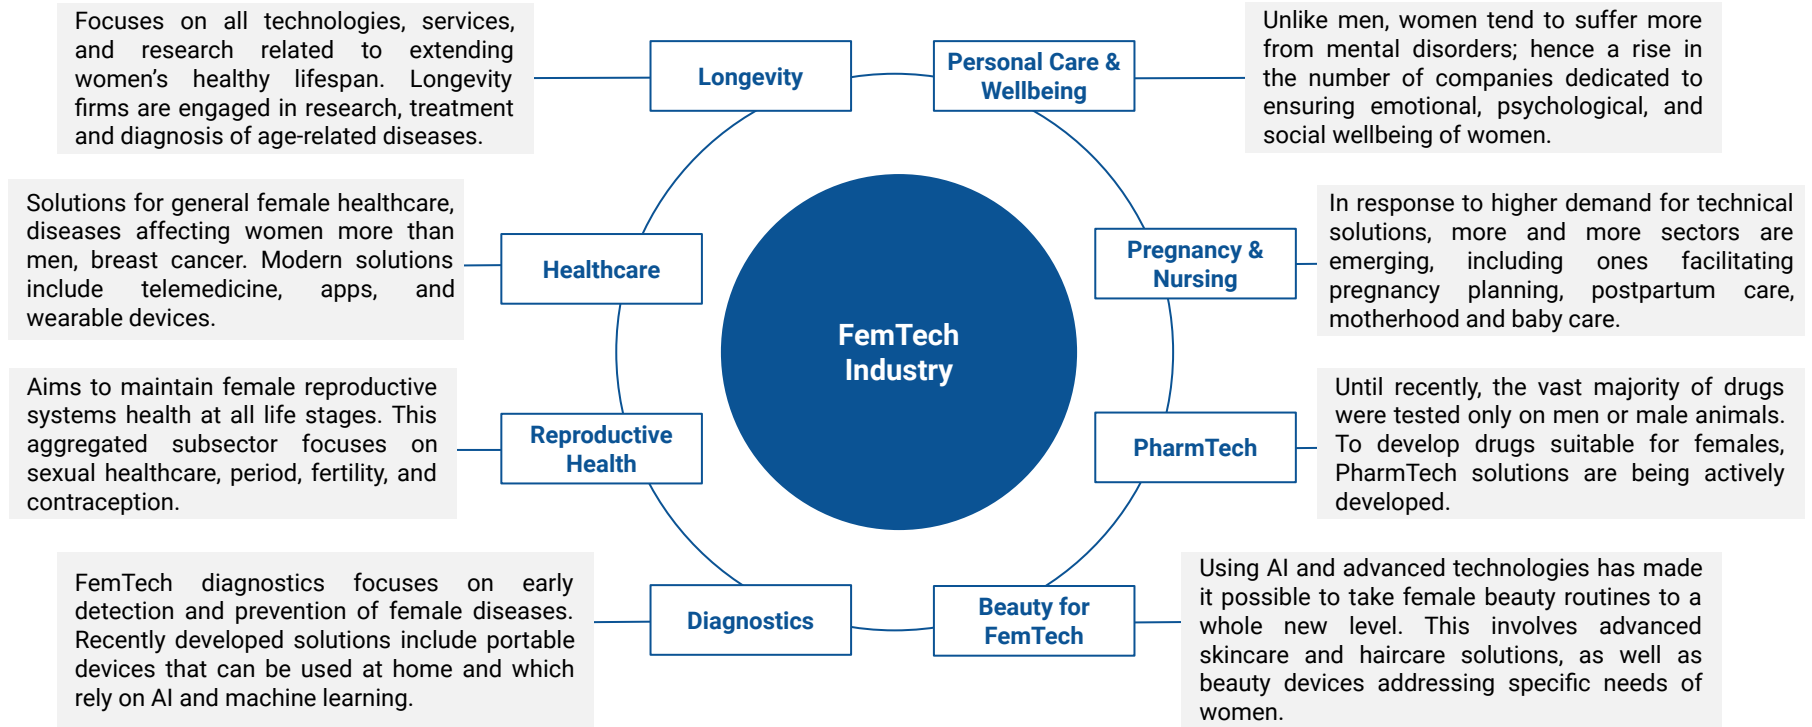 Focuses on all technologies, services,
and research related to extending
women's healthy lifespan. Longevity
firms are engaged in research, treatment
and diagnosis of age-related diseases.
Longevity
Personal Care &
Wellbeing
Unlike men, women tend to suffer more
from mental disorders; hence a rise in
the number of companies dedicated to
ensuring emotional, psychological, and
social wellbeing of women.
Solutions for general female healthcare,
diseases affecting women more than
men, breast cancer. Modern solutions
include telemedicine, apps, and
wearable devices.
Healthcare
Pregnancy &
Nursing
In response to higher demand for technical
solutions, more and more sectors are
emerging, including ones facilitating
pregnancy planning, postpartum care,
motherhood and baby care.
FemTech
Industry
Aims to maintain female reproductive
systems health at all life stages. This
aggregated subsector focuses on
sexual healthcare, period, fertility, and
contraception.
Reproductive
Health
PharmTech
Until recently, the vast majority of drugs
were tested only on men or male animals.
To develop drugs suitable for females,
PharmTech solutions are being actively
developed.
FemTech diagnostics focuses on early
detection and prevention of female diseases.
Recently developed solutions include portable
devices that can be used at home and which
rely on AI and machine learning.
Diagnostics
Beauty for
FemTech
Using AI and advanced technologies has made
it possible to take female beauty routines to a
whole new level. This involves advanced
skincare and haircare solutions, as well as
beauty devices addressing specific needs of
women.